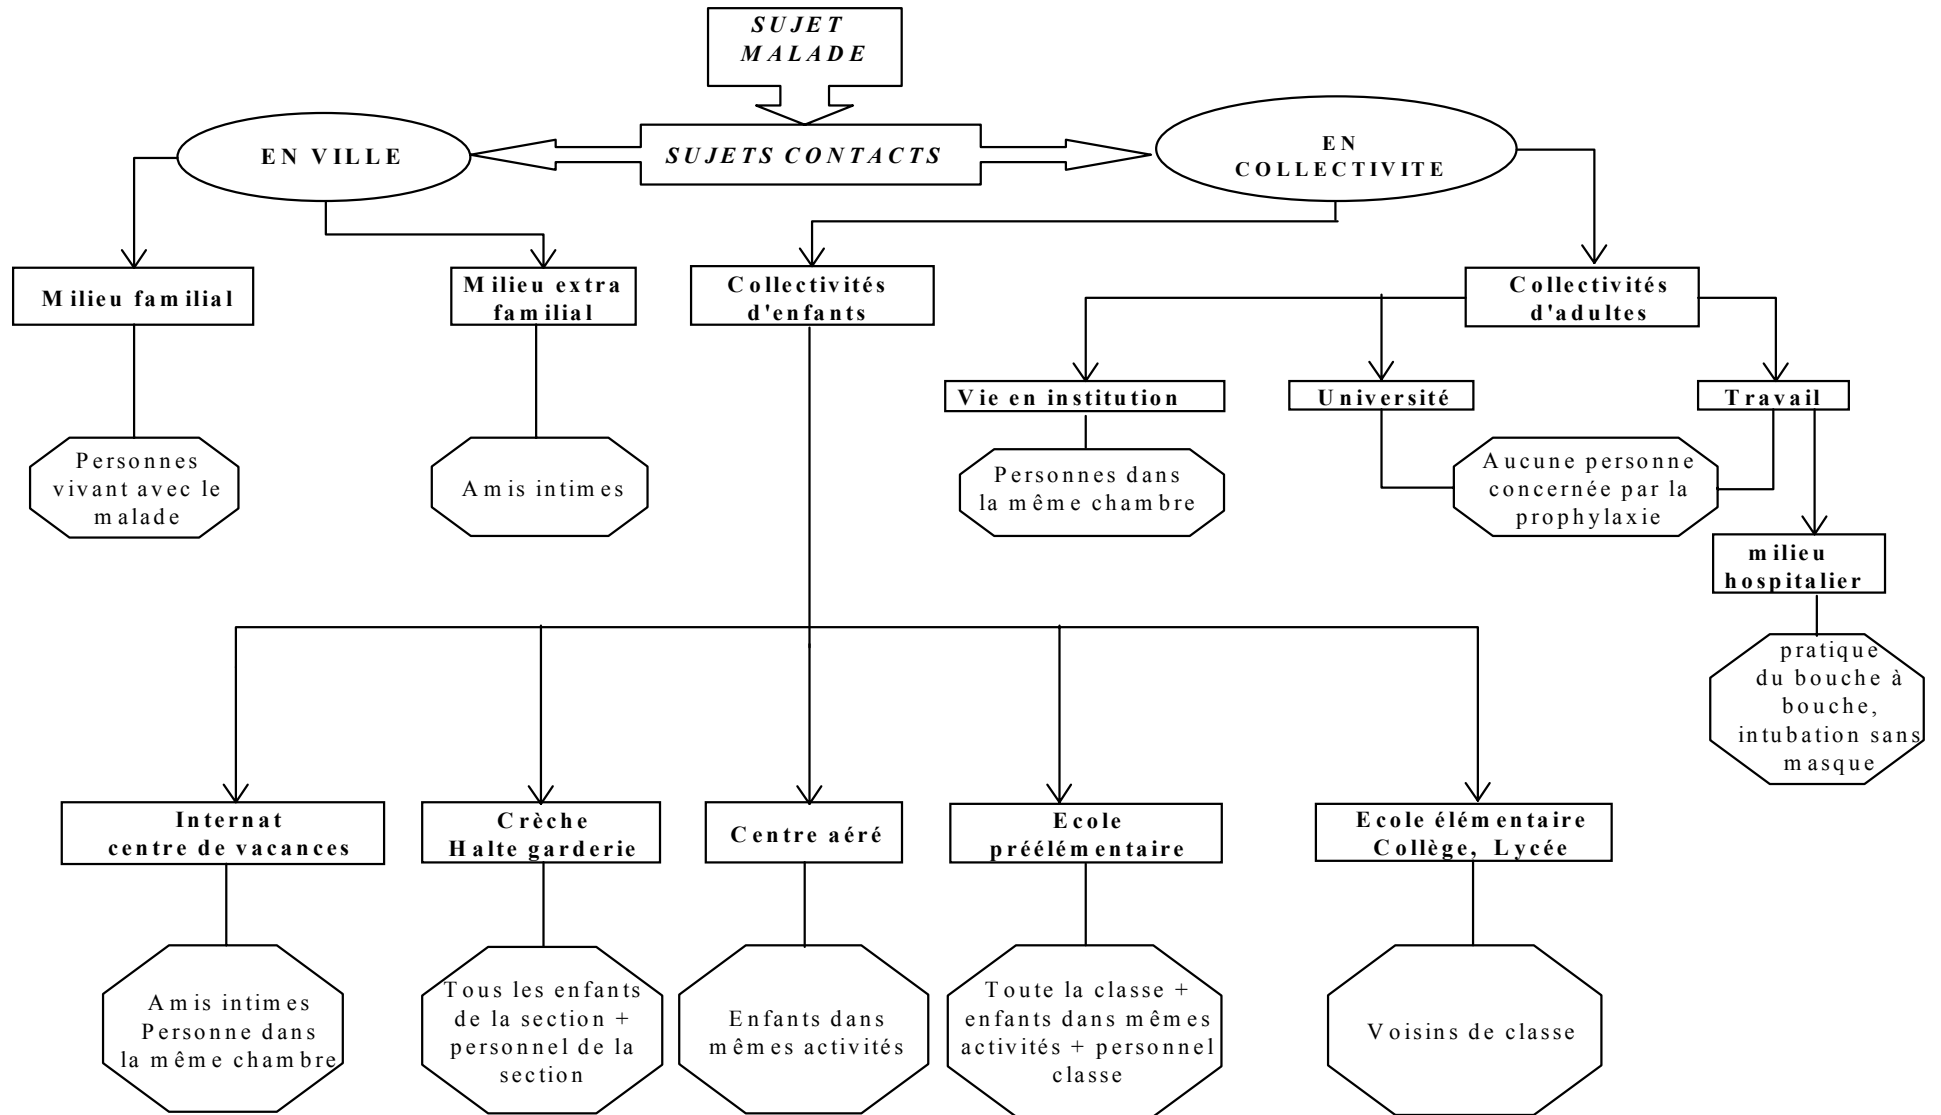 SUJET
MALADE
EN VILLE
SUJETS CONTACTS
EN
COLLECTIVITE
Milieu familial
Milieu extra
familial
Collectivités
d'enfants
Collectivités
d'adultes
Vie en institution
Université
Travail
Personnes
vivant avec le
malade
Amis intimes
Personnes dans
la même chambre
Aucune personne
concernée par la
prophylaxie
milieu
hospitalier
pratique
du bouche à
bouche,
intubation sans
masque
Internat
centre de vacances
Crèche
Halte garderie
Centre aéré
Ecole
préélémentaire
Ecole élémentaire
Collège, Lycée
Amis intimes
Personne dans
la même chambre
Tous les enfants
de la section +
personnel de la
section
Enfants dans
mêmes activités
Toute la classe +
enfants dans mêmes
activités + personnel
classe
Voisins de classe